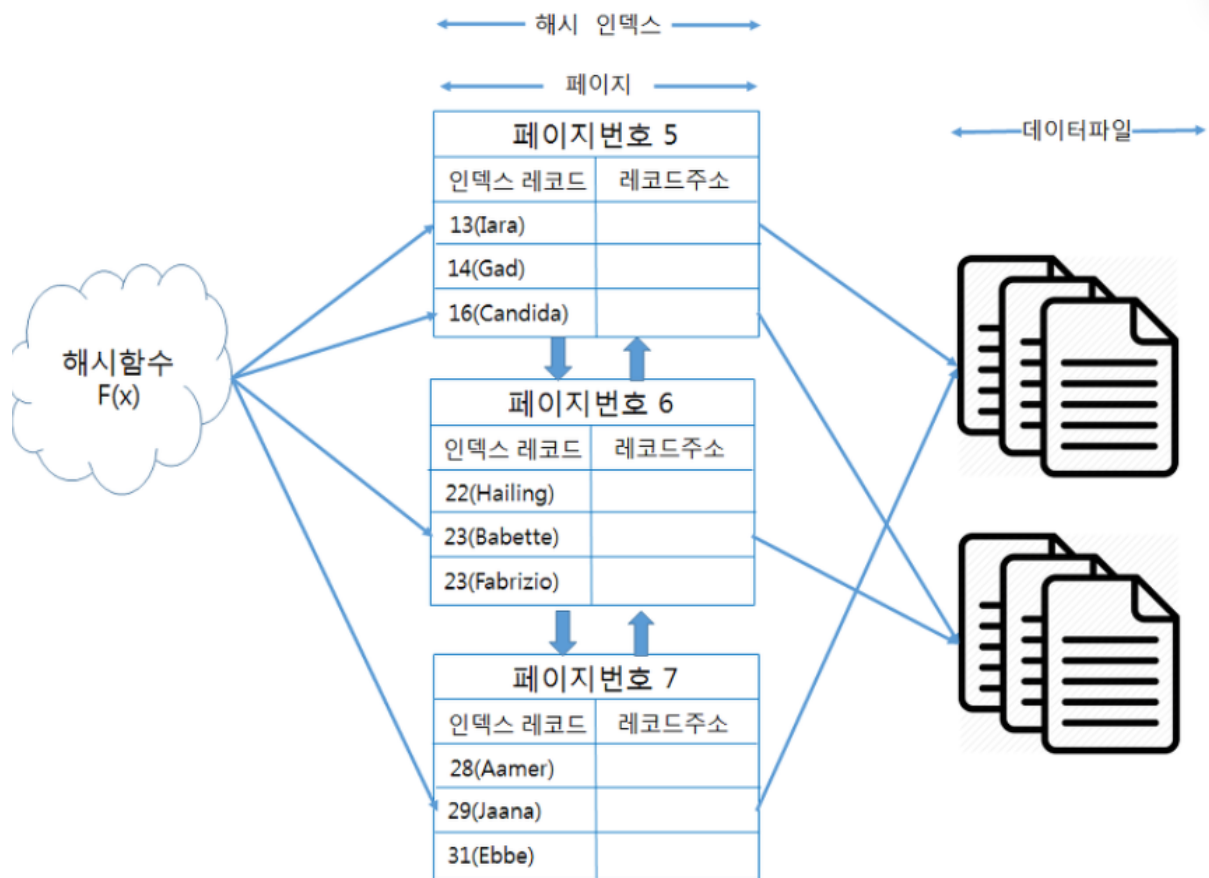 해시 인덱스
페이지
데이터파일
페이지번호 5
인덱스 레코드 레코드주소
13(Iara)
14(Gad)
16(Candida)
해시함수
F(x)
페이지번호 6
인덱스 레코드 레코드주소
22(Hailing)
23(Babette)
23(Fabrizio)
페이지번호 7
인덱스 레코드 레코드주소
28(Aamer)
29(Jaana)
31(Ebbe)